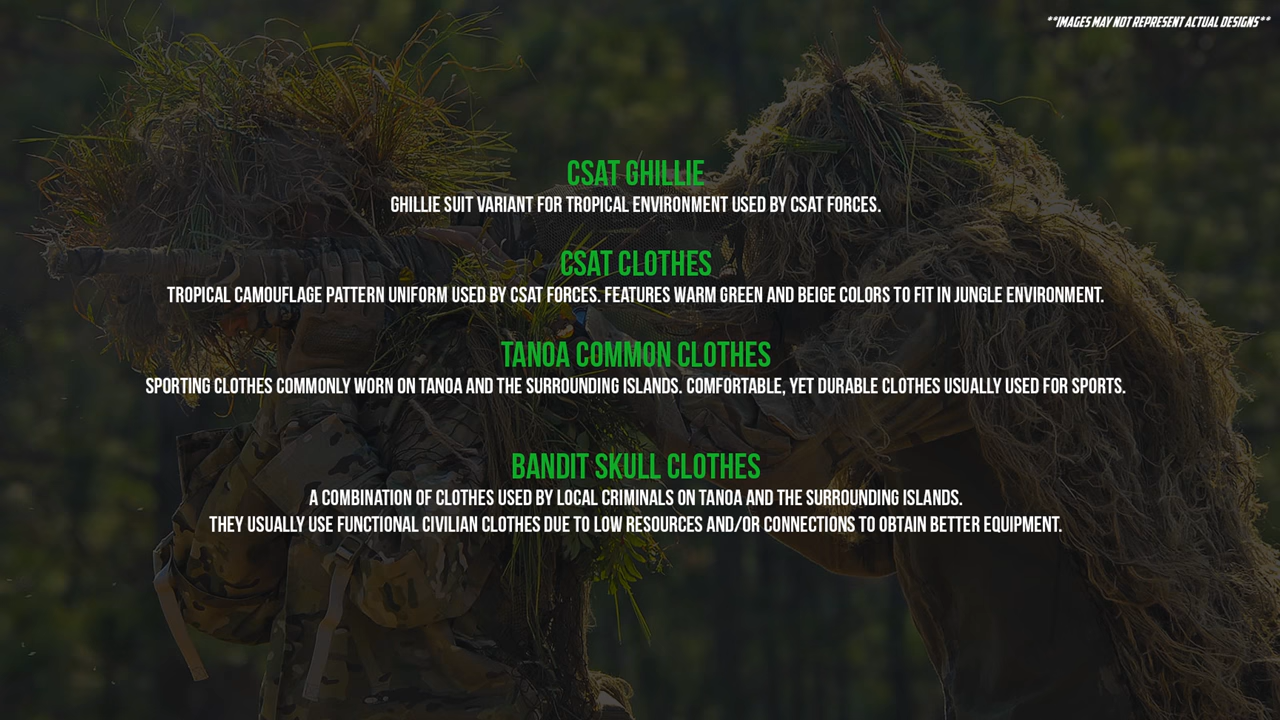 **IMAGES MAY NOT REPRESENT ACTUAL DESIGNS**
CSAT GHILLIE
GHILLIE SUIT VARIANT FOR TROPICAL ENVIRONMENT USED BY CSAT FORCES.
CSAT CLOTHES
TROPICAL CAMOUFLAGE PATTERN UNIFORM USED BY CSAT FORCES. FEATURES WARM GREEN AND BEIGE COLORS TO FIT IN JUNGLE ENVIRONMENT.
TANOA COMMON CLOTHES
SPORTING CLOTHES COMMONLY WORN ON TANOA AND THE SURROUNDING ISLANDS. COMFORTABLE, YET DURABLE CLOTHES USUALLY USED FOR SPORTS.
BANDIT SKULL CLOTHES
A COMBINATION OF CLOTHES USED BY LOCAL CRIMINALS ON TANOA AND THE SURROUNDING ISLANDS.
THEY USUALLY USE FUNCTIONAL CIVILIAN CLOTHES DUE TO LOW RESOURCES AND/OR CONNECTIONS TO OBTAIN BETTER EQUIPMENT.